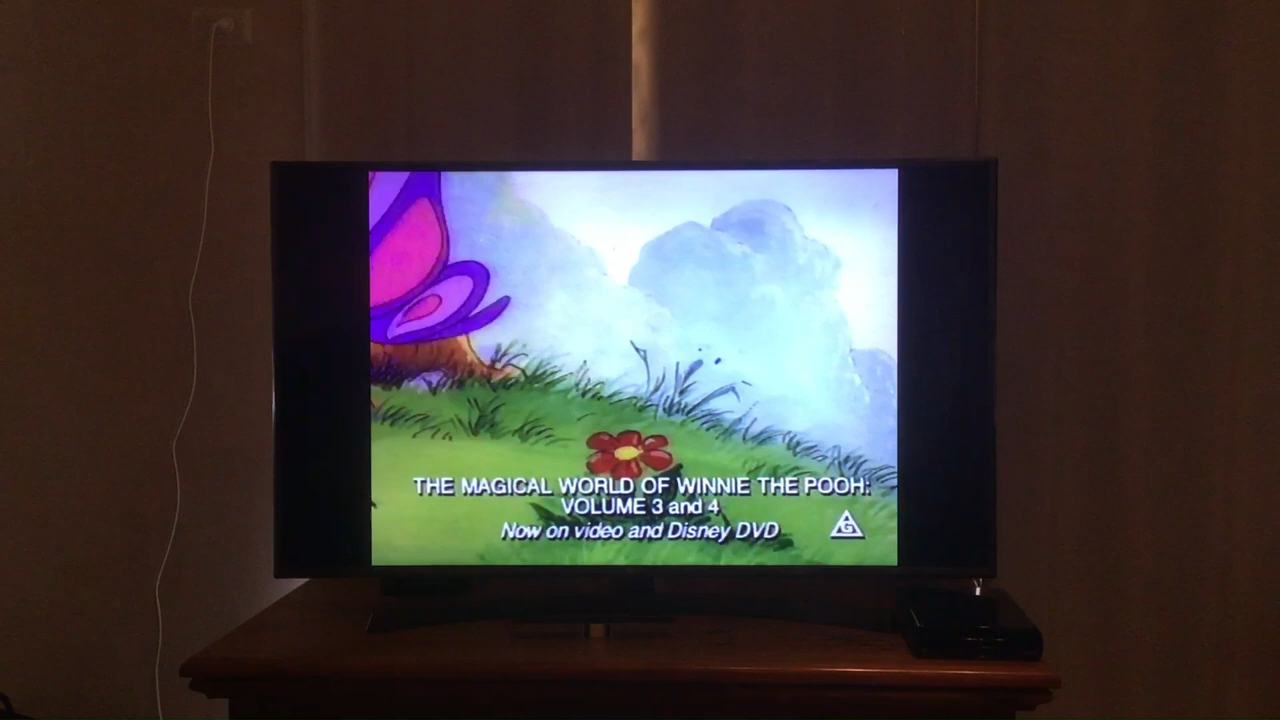 THE MAGICAL WORLD OF WINNIE THE POOH:
VOLUME 3 and 4
Now on video and Disney DVD
G